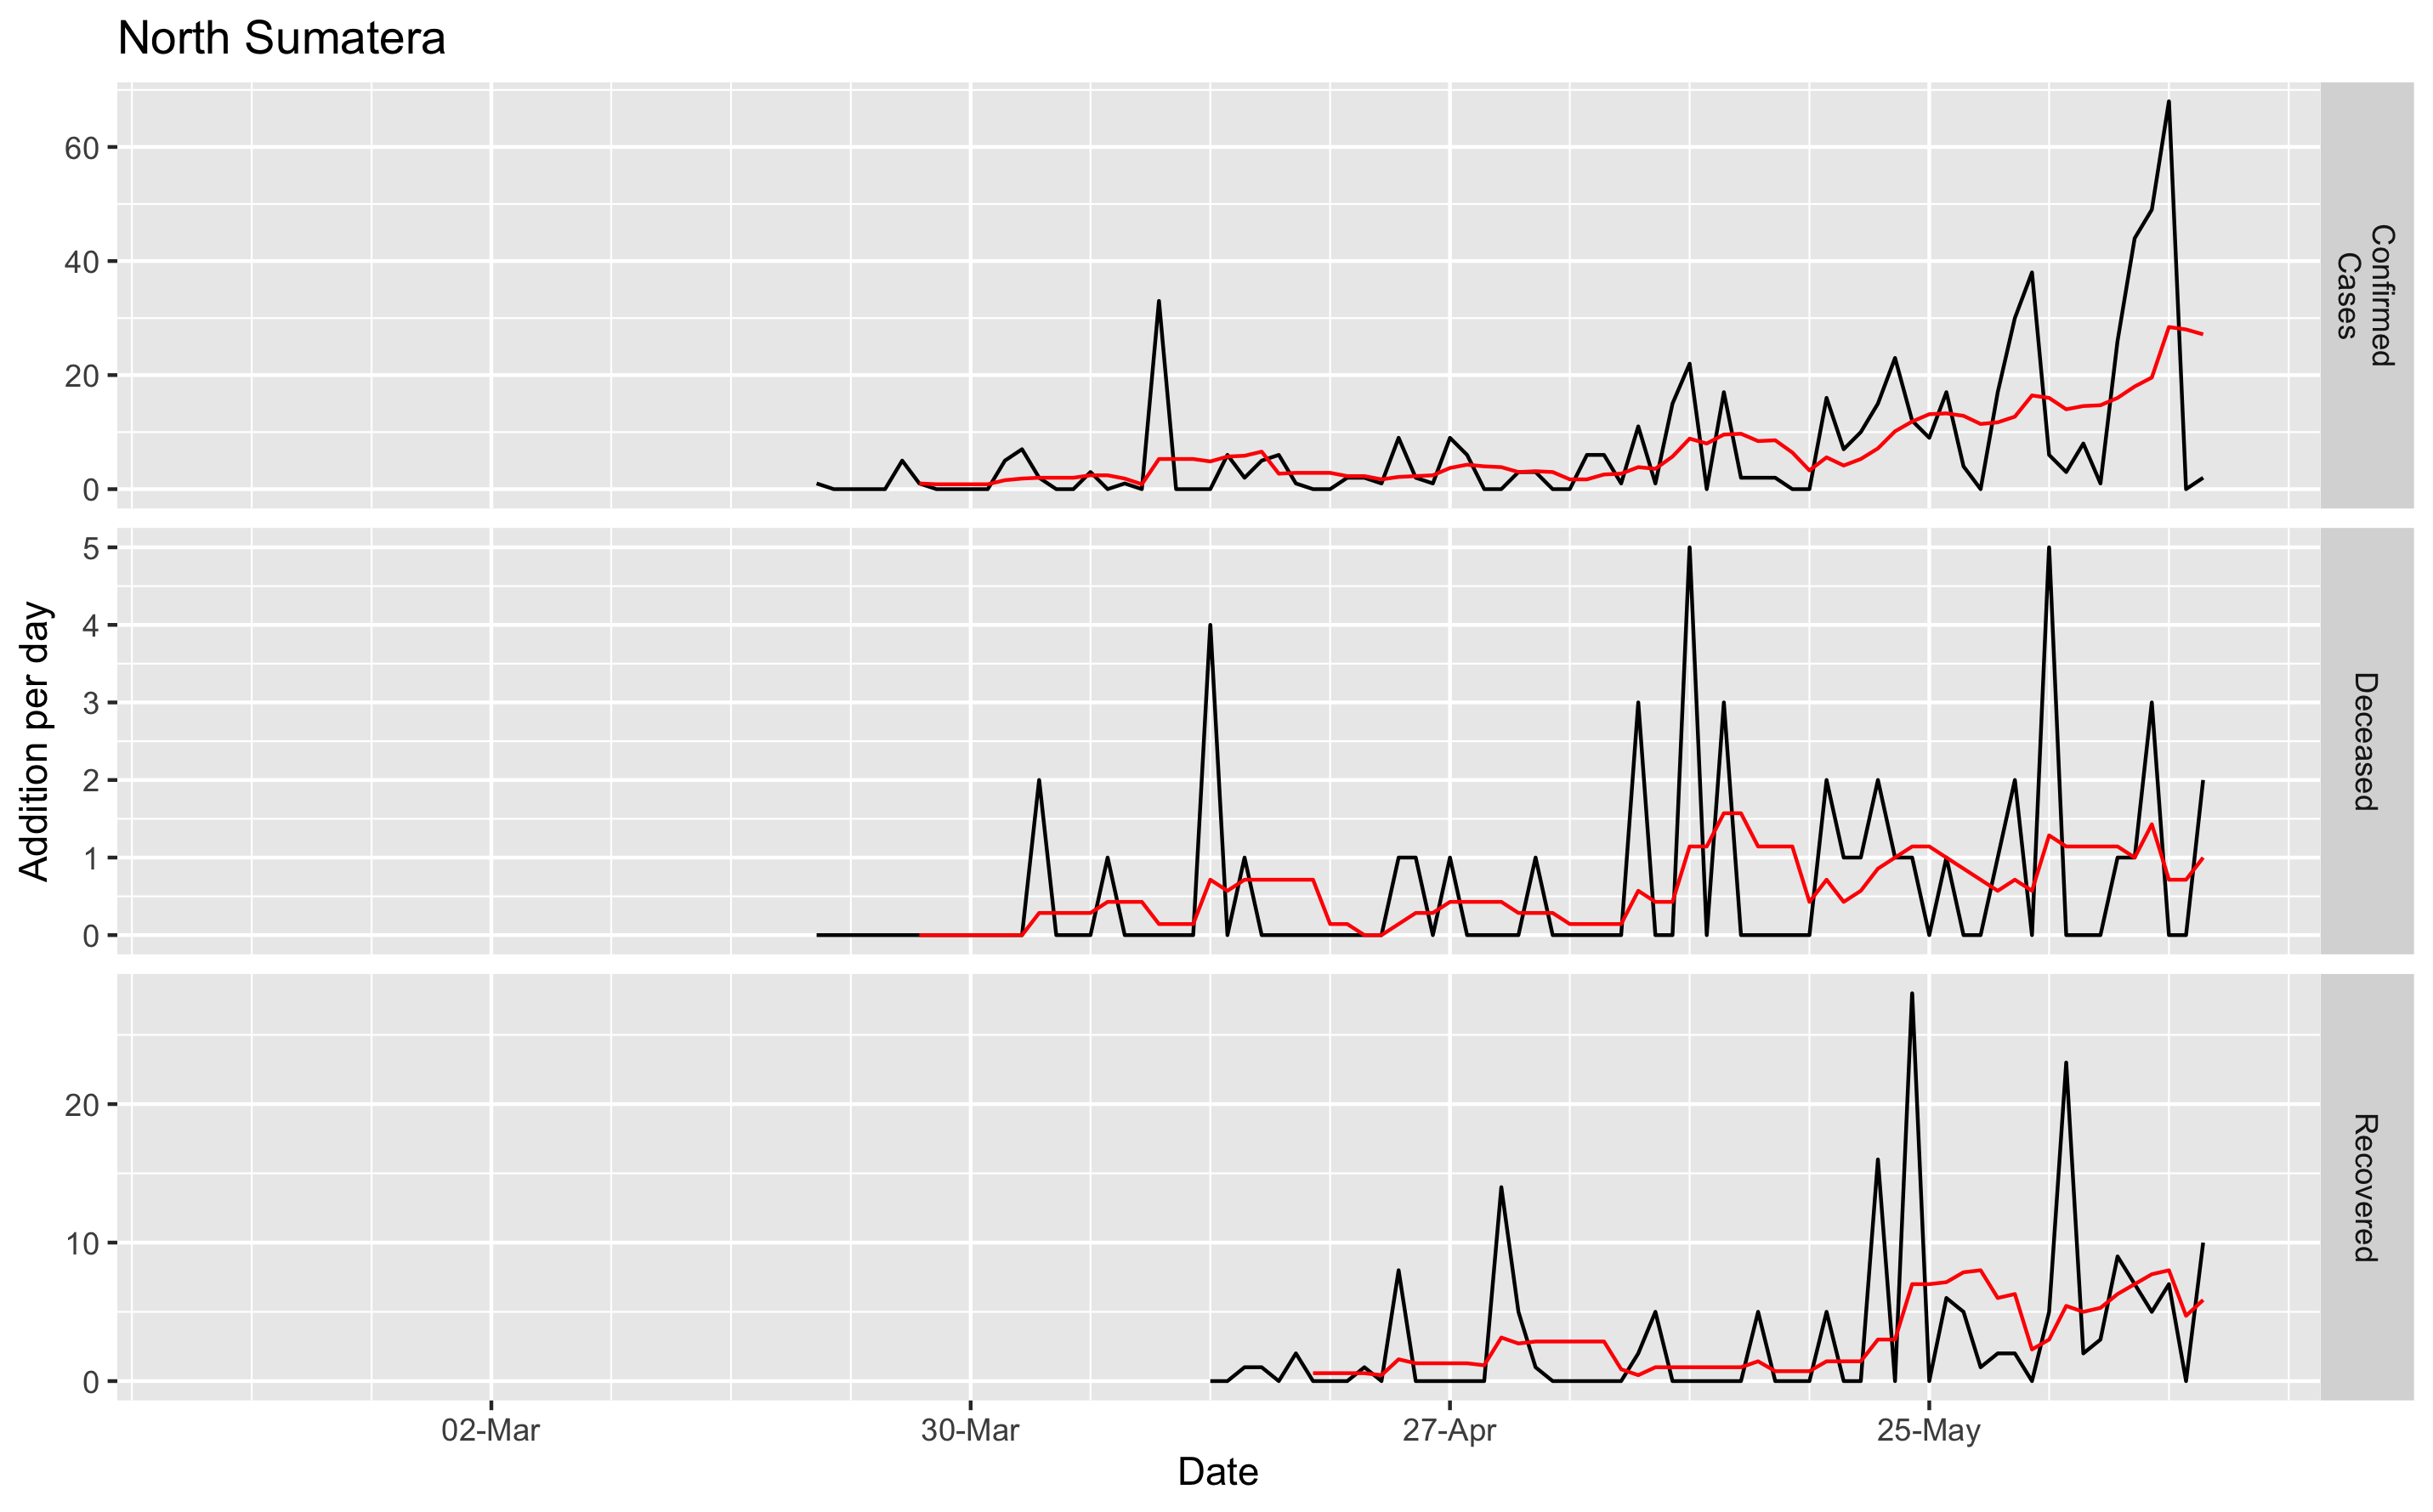 North Sumatera
60
40
20
0
Confirmed
Cases
5
4
3
2
1
0
Deceased
20
10
0
Recovered
Addition per day
02-Mar
30-Mar
27-Apr
25-May
Date